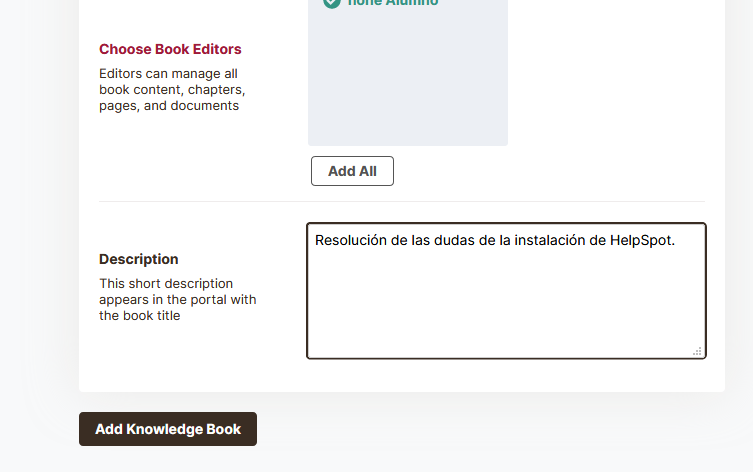 none Alumno
Choose Book Editors
Editors can manage all
book content, chapters,
pages, and documents
Add All
Description
This short description
appears in the portal with
the book title
Resolución de las dudas de la instalación de HelpSpot.
Add Knowledge Book